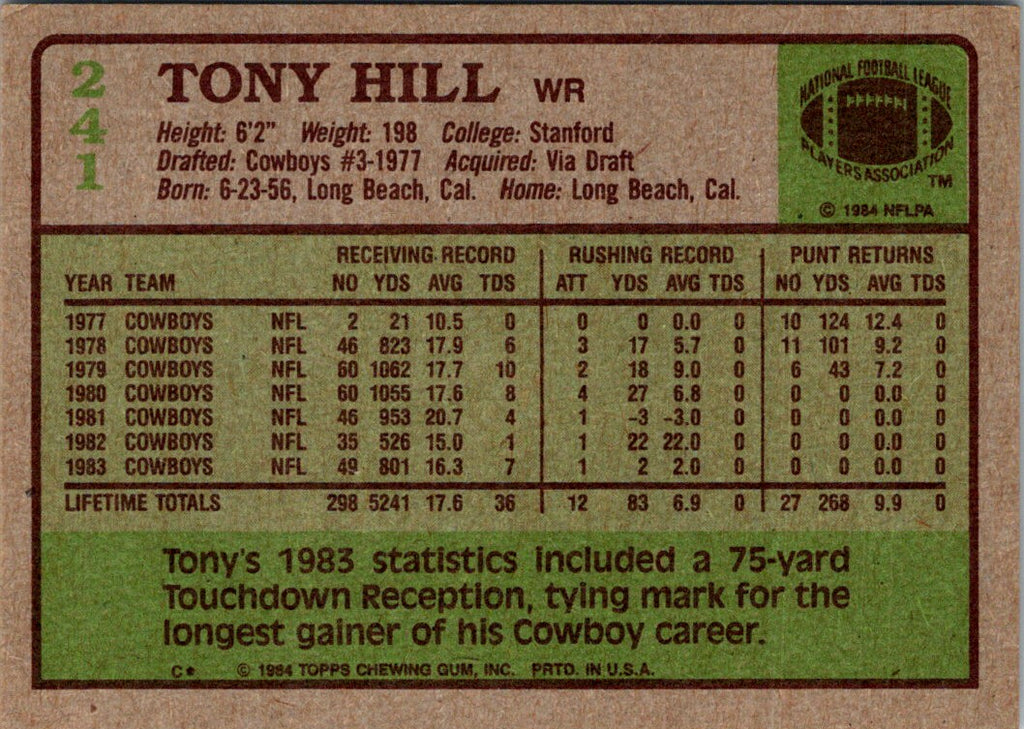 241
TONY HILL WR
Height: 6'2" Weight: 198 College: Stanford
Drafted: Cowboys #3-1977 Acquired: Via Draft
Born: 6-23-56, Long Beach, Cal. Home: Long Beach, Cal.
NATIONAL FOOTBALL LEAGUE
PLAYERS ASSOCIATION TM
© 1984 NFLPA
RECEIVING RECORD RUSHING RECORD PUNT RETURNS
YEAR TEAM NO YDS AVG TDS ATT YDS AVG TDS NO YDS AVG TDS
1977 COWBOYS NFL 2 21 10.5 0 0 0 0.0 0 10 124 12.4 0
1978 COWBOYS NFL 46 823 17.9 6 3 17 5.7 0 11 101 9.2 0
1979 COWBOYS NFL 60 1062 17.7 10 2 18 9.0 0 6 43 7.2 0
1980 COWBOYS NFL 60 1055 17.6 8 4 27 6.8 0 0 0 0.0 0
1981 COWBOYS NFL 46 953 20.7 4 1 -3 -3.0 0 0 0 0.0 0
1982 COWBOYS NFL 35 526 15.0 1 1 22 22.0 0 0 0 0.0 0
1983 COWBOYS NFL 49 801 16.3 7 1 2 2.0 0 0 0 0.0 0
LIFETIME TOTALS 298 5241 17.6 36 12 83 6.9 0 27 268 9.9 0
Tony's 1983 statistics included a 75-yard
Touchdown Reception, tying mark for the
longest gainer of his Cowboy career.
C* © 1984 TOPPS CHEWING GUM, INC. PRTD. IN U.S.A.